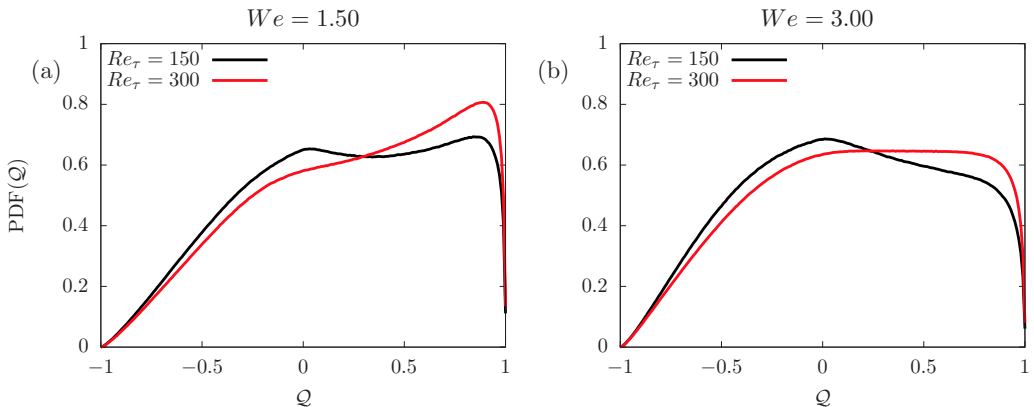 We = 1.50
(a)
Re_τ = 150
Re_τ = 300
PDF(𝒬)
1
0.8
0.6
0.4
0.2
0
−1 −0.5 0 0.5 1
𝒬
We = 3.00
(b)
Re_τ = 150
Re_τ = 300
1
0.8
0.6
0.4
0.2
0
−1 −0.5 0 0.5 1
𝒬